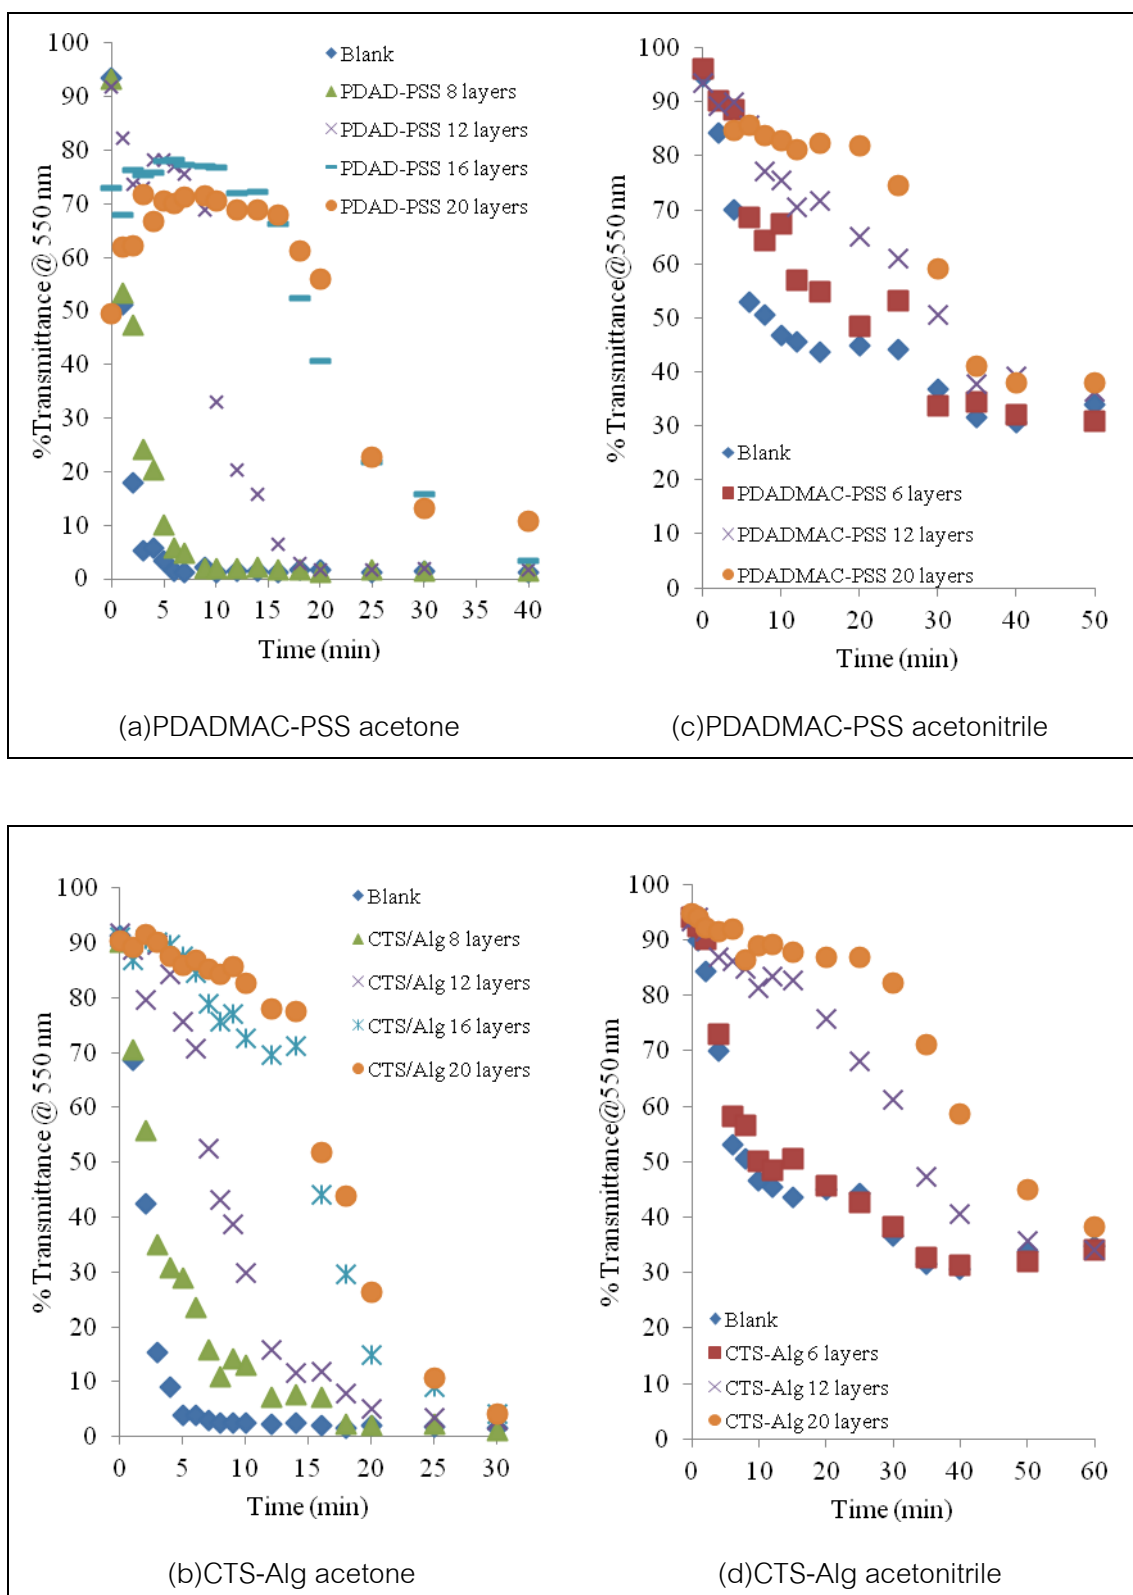 %Transmittance @ 550 nm
100
90
80
70
60
50
40
30
20
10
0
Blank
PDAD-PSS 8 layers
PDAD-PSS 12 layers
PDAD-PSS 16 layers
PDAD-PSS 20 layers
0 5 10 15 20 25 30 35 40
Time (min)
(a)PDADMAC-PSS acetone
% Transmittance@550 nm
100
90
80
70
60
50
40
30
20
10
0
Blank
PDADMAC-PSS 6 layers
PDADMAC-PSS 12 layers
PDADMAC-PSS 20 layers
0 10 20 30 40 50
Time (min)
(c)PDADMAC-PSS acetonitrile
% Transmittance @ 550 nm
100
90
80
70
60
50
40
30
20
10
0
Blank
CTS/Alg 8 layers
CTS/Alg 12 layers
CTS/Alg 16 layers
CTS/Alg 20 layers
0 5 10 15 20 25 30
Time (min)
(b)CTS-Alg acetone
% Transmittance@550 nm
100
90
80
70
60
50
40
30
20
10
0
Blank
CTS-Alg 6 layers
CTS-Alg 12 layers
CTS-Alg 20 layers
0 10 20 30 40 50 60
Time (min)
(d)CTS-Alg acetonitrile